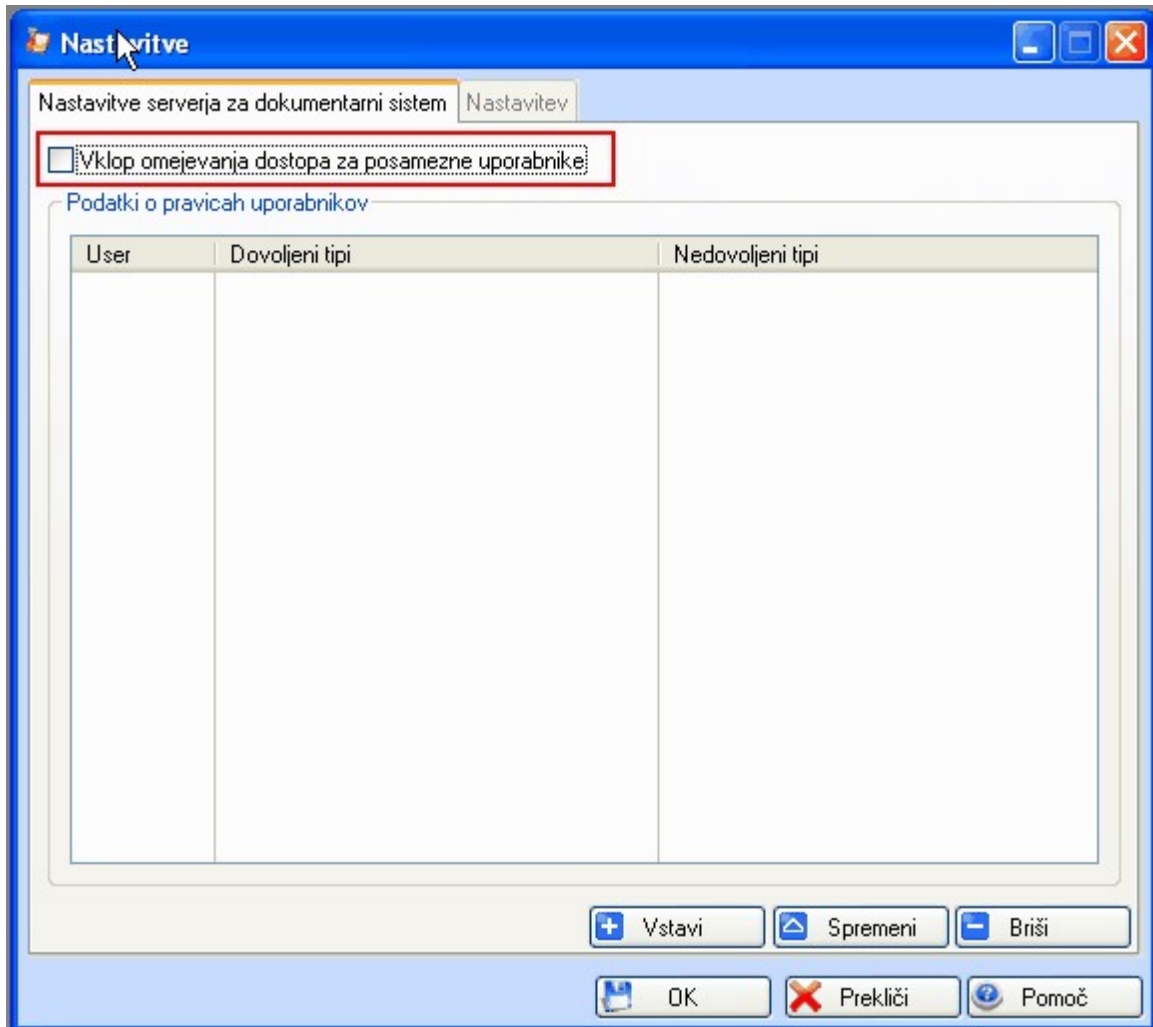 Nastavitve
Nastavitve serverja za dokumentarni sistem Nastavitev
Vklop omejevanja dostopa za posamezne uporabnike
Podatki o pravicah uporabnikov
User Dovoljeni tipi Nedovoljeni tipi
Vstavi Spremeni Briši
OK Prekliči Pomoč